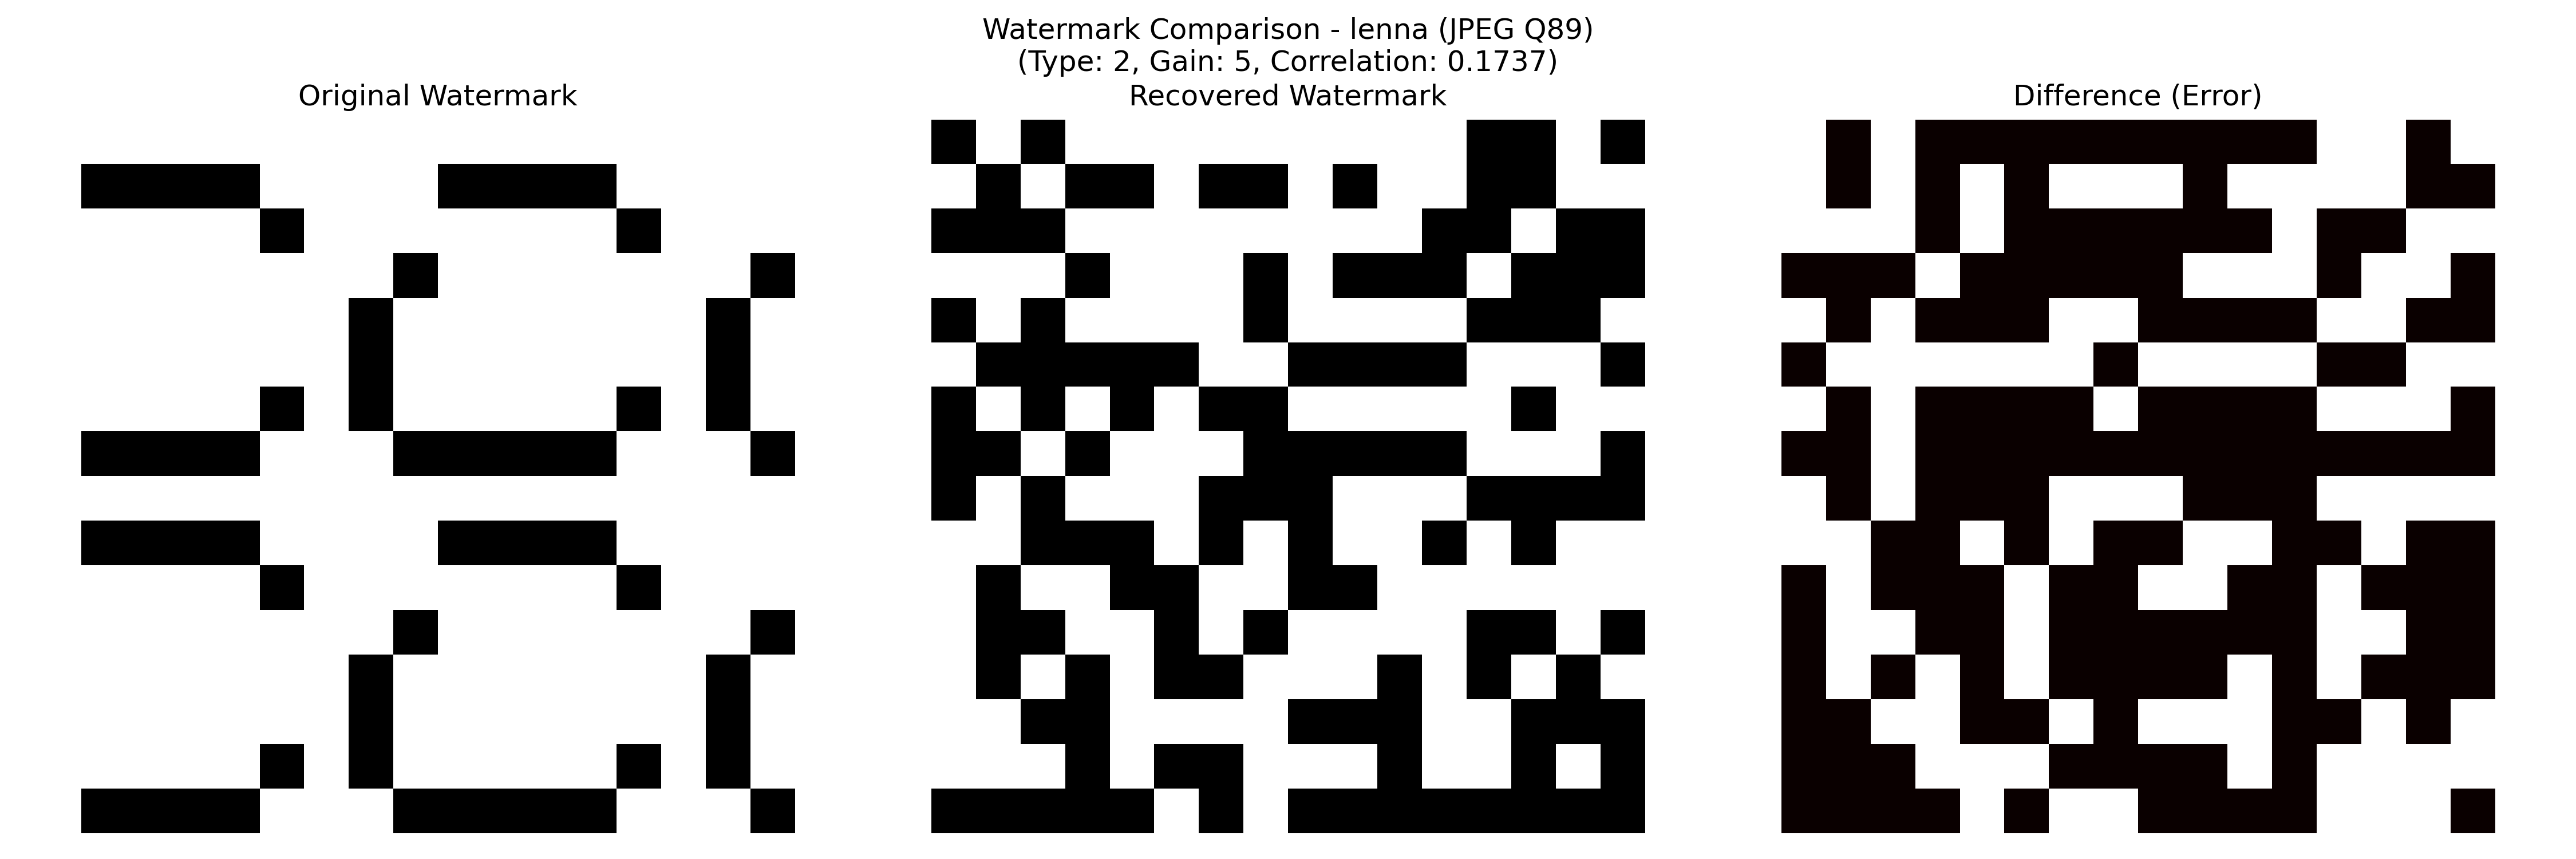 Watermark Comparison - lenna (JPEG Q89)
(Type: 2, Gain: 5, Correlation: 0.1737)
Original Watermark
Recovered Watermark
Difference (Error)